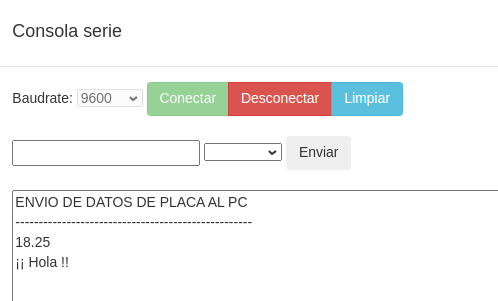 Consola serie
Baudrate: 9600 Conectar Desconectar Limpiar
Enviar
ENVIO DE DATOS DE PLACA AL PC
---------------------------------------------------
18.25
¡¡ Hola !!